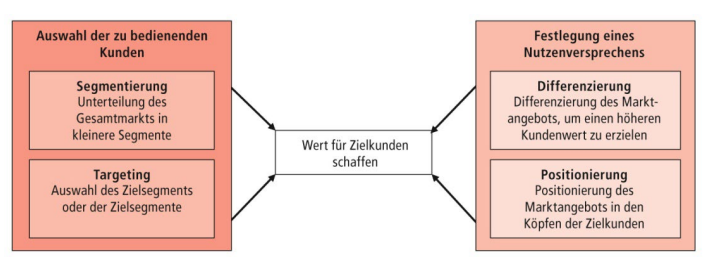 Auswahl der zu bedienenden
Kunden
Segmentierung
Unterteilung des
Gesamtmarkts in
kleinere Segmente
Targeting
Auswahl des Zielsegments
oder der Zielsegmente
Wert für Zielkunden
schaffen
Festlegung eines
Nutzenversprechens
Differenzierung
Differenzierung des Markt-
angebots, um einen höheren
Kundenwert zu erzielen
Positionierung
Positionierung des
Marktangebots in den
Köpfen der Zielkunden